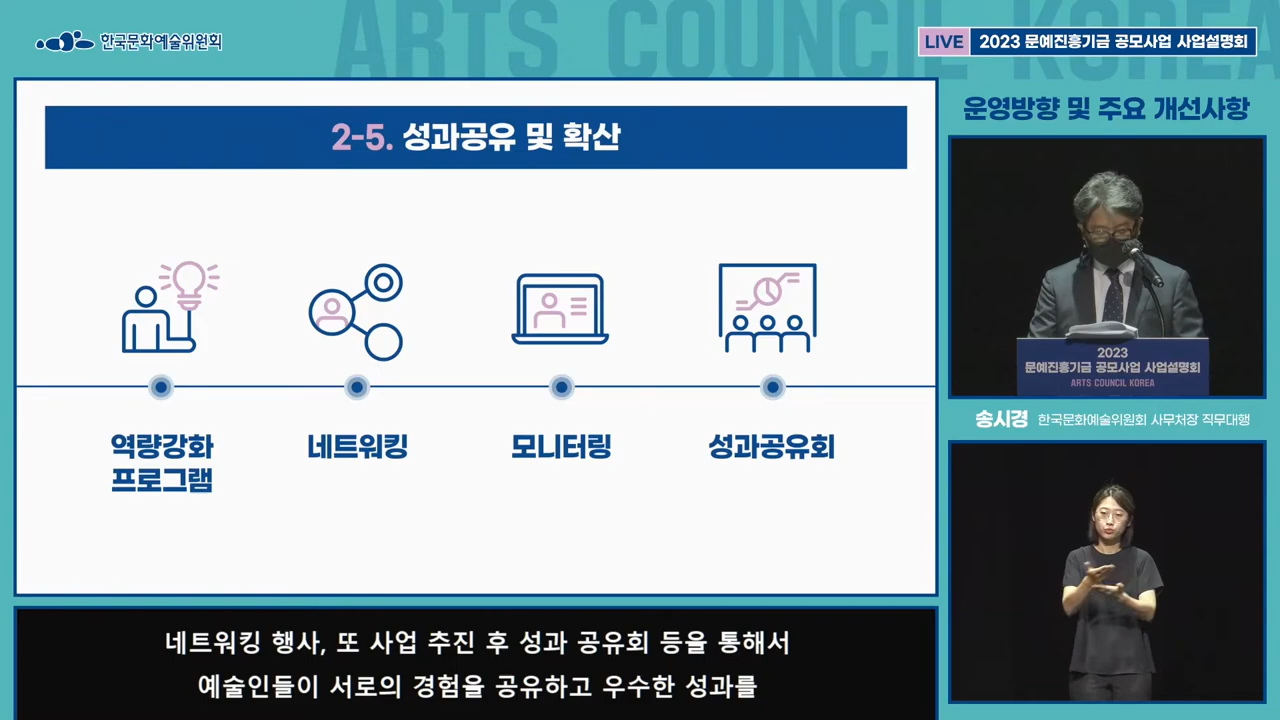 ARTS COUNCIL KOREA
한국문화예술위원회
LIVE 2023 문예진흥기금 공모사업 사업설명회
운영방향 및 주요 개선사항
2-5. 성과공유 및 확산
역량강화
프로그램
네트워킹
모니터링
성과공유회
2023
문예진흥기금 공모사업 사업설명회
ARTS COUNCIL KOREA
송시경 한국문화예술위원회 사무처장 직무대행
네트워킹 행사, 또 사업 추진 후 성과 공유회 등을 통해서
예술인들이 서로의 경험을 공유하고 우수한 성과를